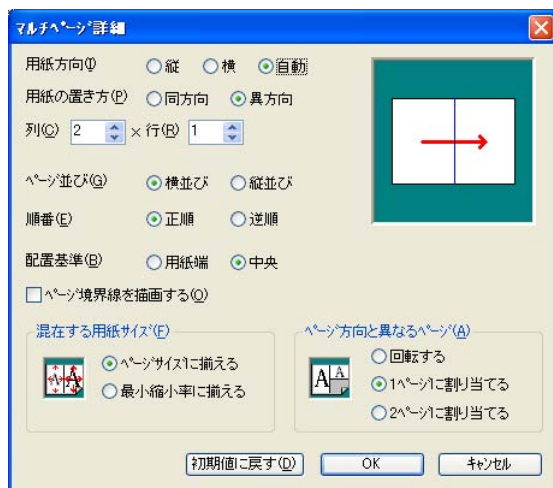 ﾏﾙﾁﾍﾟｰｼﾞ詳細
用紙方向(I) 縦 横 自動
用紙の置き方(P) 同方向 異方向
列(C) 2 × 行(R) 1
ﾍﾟｰｼﾞ並び(G) 横並び 縦並び
順番(E) 正順 逆順
配置基準(B) 用紙端 中央
ﾍﾟｰｼﾞ境界線を描画する(O)
混在する用紙ｻｲｽﾞ(F)
A A
ﾍﾟｰｼﾞｻｲｽﾞに揃える
最小縮小率に揃える
ﾍﾟｰｼﾞ方向と異なるﾍﾟｰｼﾞ(A)
A A
回転する
1ﾍﾟｰｼﾞに割り当てる
2ﾍﾟｰｼﾞに割り当てる
初期値に戻す(D) OK ｷｬﾝｾﾙ